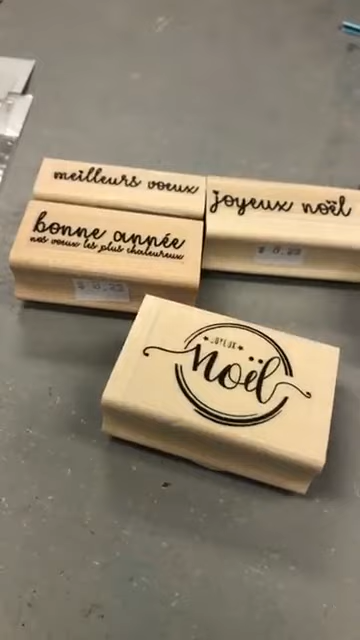 meilleurs voeux
joyeux noël
bonne année
nos voeux les plus chaleureux
JOYEUX
noël